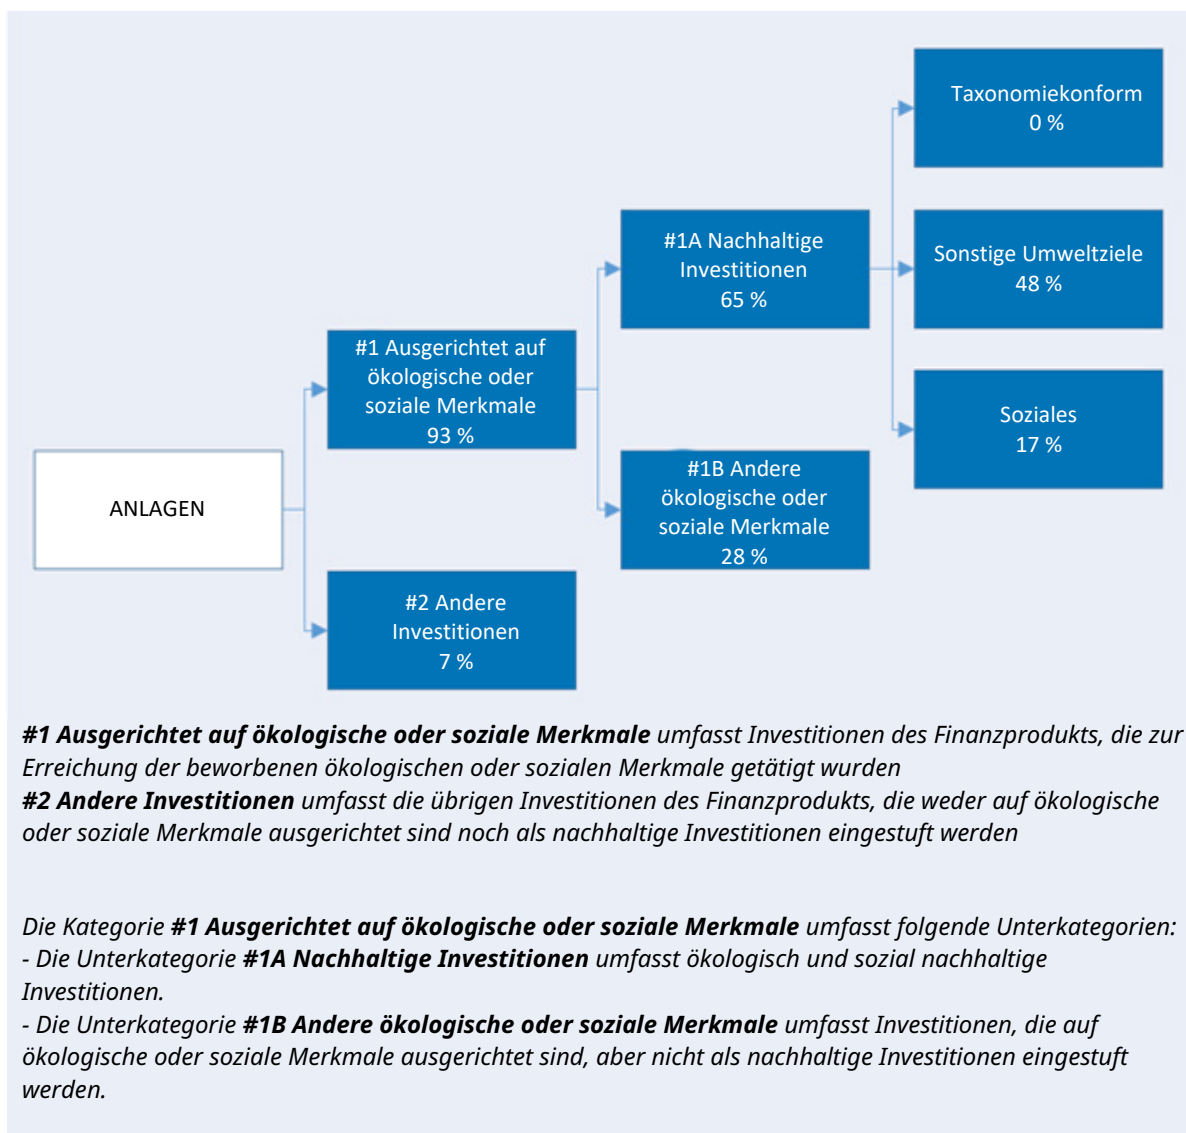 Taxonomiekonform
0 %
#1A Nachhaltige
Investitionen
65 %
Sonstige Umweltziele
48 %
#1 Ausgerichtet auf
ökologische oder
soziale Merkmale
93 %
Soziales
17 %
#1B Andere
ökologische oder
soziale Merkmale
28 %
ANLAGEN
#2 Andere
Investitionen
7 %
#1 Ausgerichtet auf ökologische oder soziale Merkmale umfasst Investitionen des Finanzprodukts, die zur
Erreichung der beworbenen ökologischen oder sozialen Merkmale getätigt wurden
#2 Andere Investitionen umfasst die übrigen Investitionen des Finanzprodukts, die weder auf ökologische
oder soziale Merkmale ausgerichtet sind noch als nachhaltige Investitionen eingestuft werden
Die Kategorie #1 Ausgerichtet auf ökologische oder soziale Merkmale umfasst folgende Unterkategorien:
- Die Unterkategorie #1A Nachhaltige Investitionen umfasst ökologisch und sozial nachhaltige
Investitionen.
- Die Unterkategorie #1B Andere ökologische oder soziale Merkmale umfasst Investitionen, die auf
ökologische oder soziale Merkmale ausgerichtet sind, aber nicht als nachhaltige Investitionen eingestuft
werden.